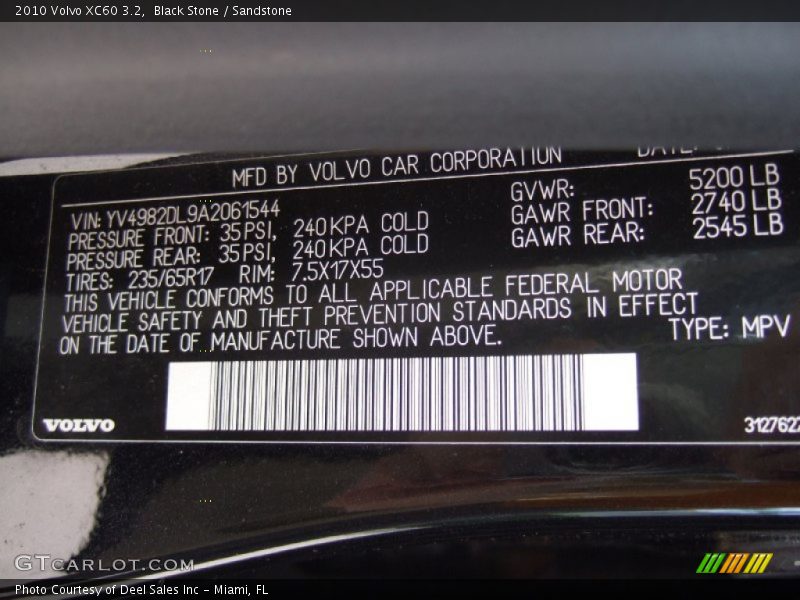 2010 Volvo XC60 3.2, Black Stone / Sandstone
MFD BY VOLVO CAR CORPORATION
VIN: YV4982DL9A2061544
PRESSURE FRONT: 35PSI, 240KPA COLD
PRESSURE REAR: 35PSI, 240KPA COLD
TIRES: 235/65R17 RIM: 7.5X17X55
GVWR: 5200 LB
GAWR FRONT: 2740 LB
GAWR REAR: 2545 LB
THIS VEHICLE CONFORMS TO ALL APPLICABLE FEDERAL MOTOR
VEHICLE SAFETY AND THEFT PREVENTION STANDARDS IN EFFECT
ON THE DATE OF MANUFACTURE SHOWN ABOVE.
TYPE: MPV
VOLVO
GTCARLOT.COM
Photo Courtesy of Deel Sales Inc - Miami, FL